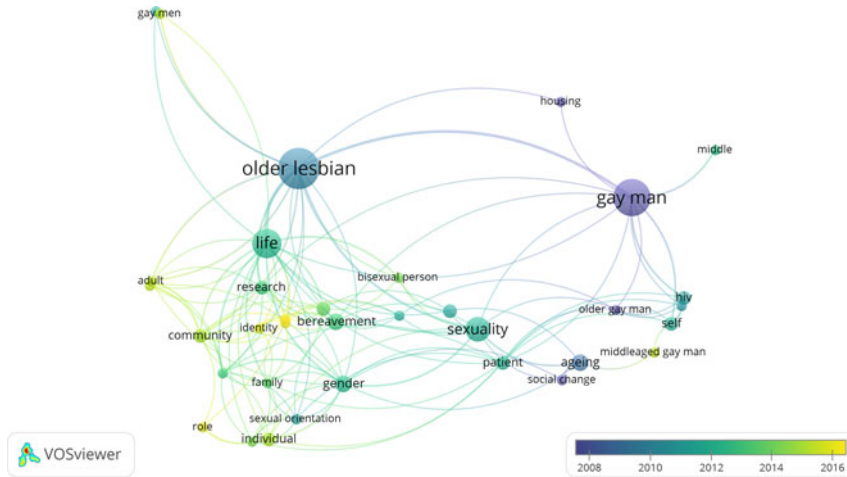 gay men
housing
middle
older lesbian
gay man
life
bisexual person
adult
research
hiv
older gay man
identity
bereavement
self
community
sexuality
middleaged gay man
patient
ageing
social change
family
gender
sexual orientation
role
individual
VOSviewer
2008 2010 2012 2014 2016